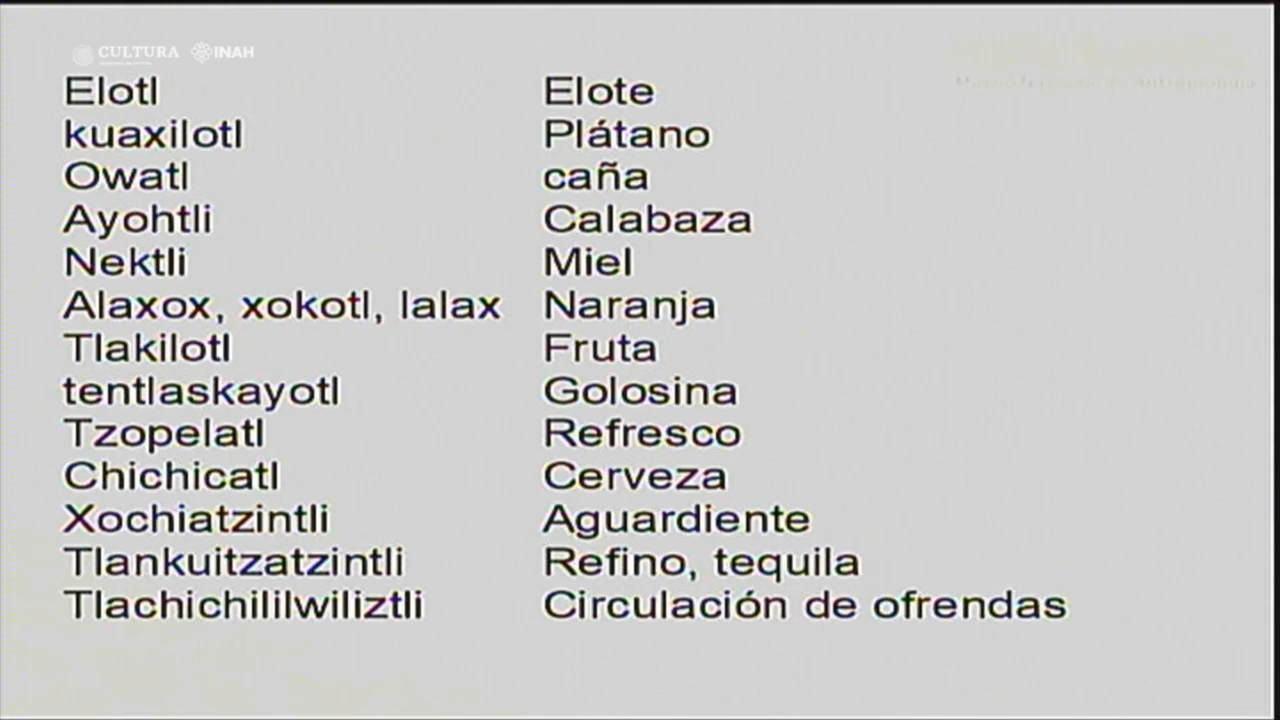 CULTURA INAH
Elotl Elote
kuaxilotl Plátano
Owatl caña
Ayohtli Calabaza
Nektli Miel
Alaxox, xokotl, lalax Naranja
Tlakilotl Fruta
tentlaskayotl Golosina
Tzopelatl Refresco
Chichicatl Cerveza
Xochiatzintli Aguardiente
Tlankuitzatzintli Refino, tequila
Tlachichililwiliztli Circulación de ofrendas